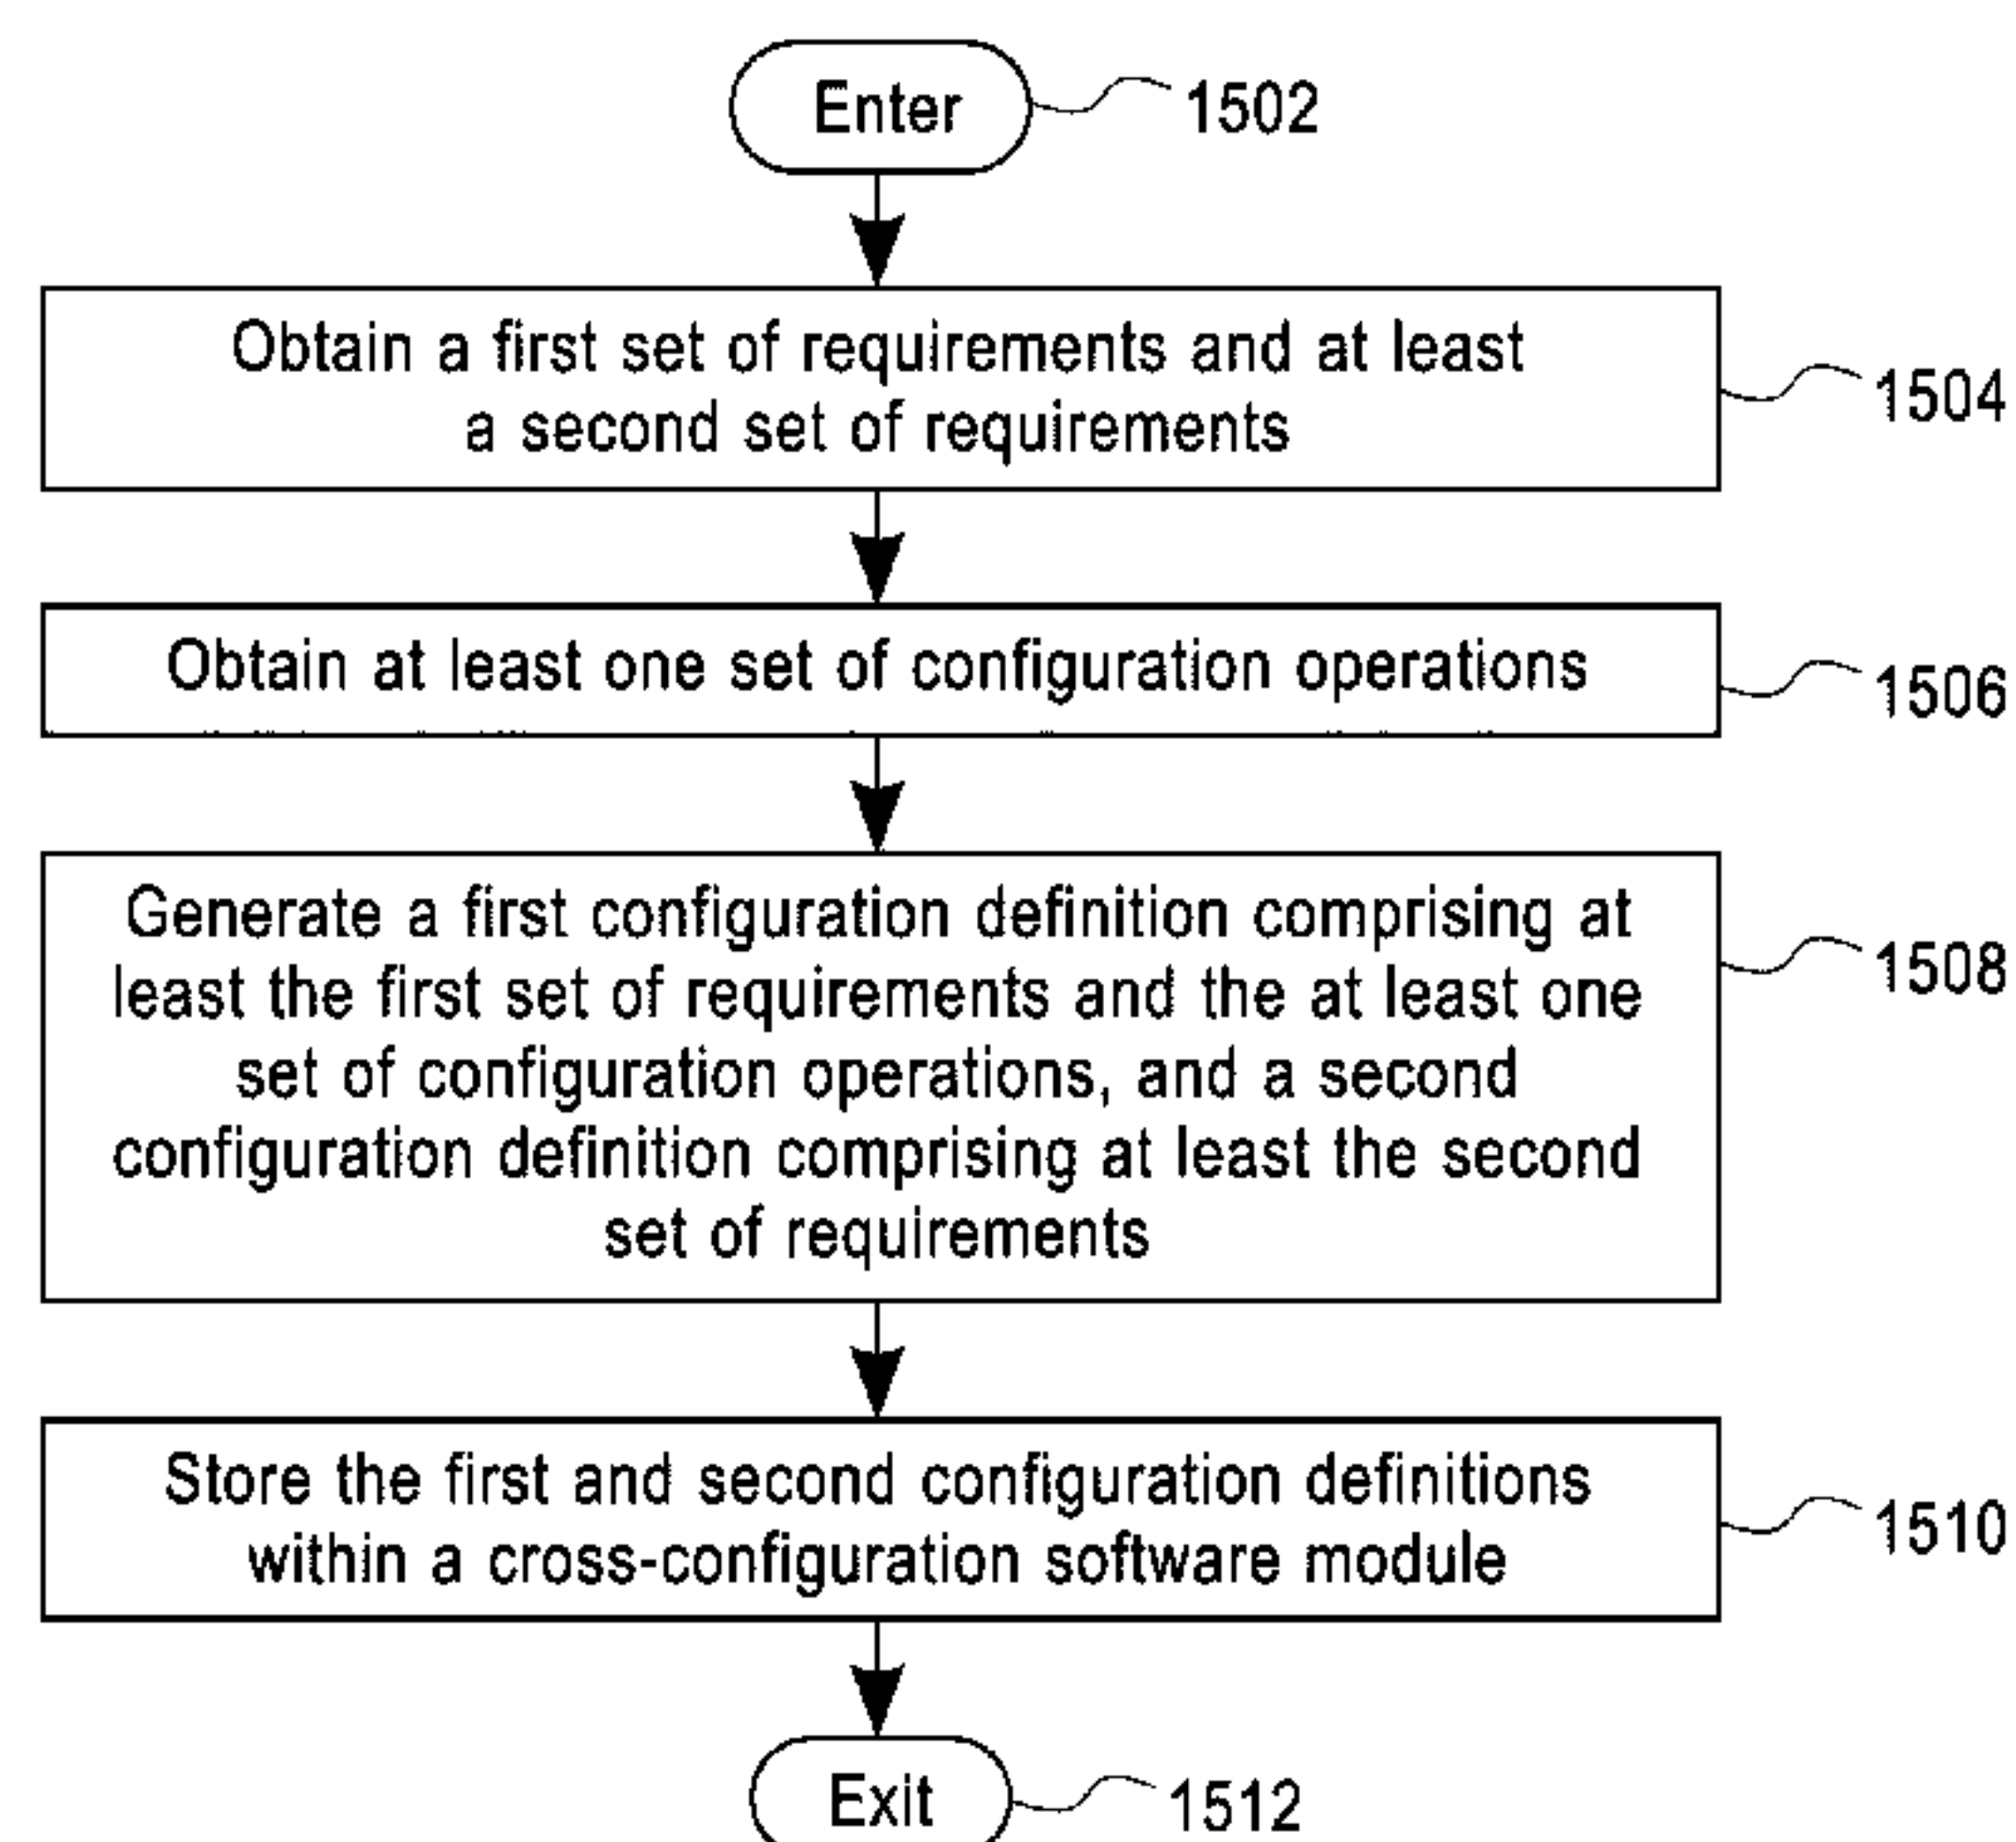 Enter
1502
Obtain a first set of requirements and at least
a second set of requirements
1504
Obtain at least one set of configuration operations
1506
Generate a first configuration definition comprising at
least the first set of requirements and the at least one
set of configuration operations, and a second
configuration definition comprising at least the second
set of requirements
1508
Store the first and second configuration definitions
within a cross-configuration software module
1510
Exit
1512